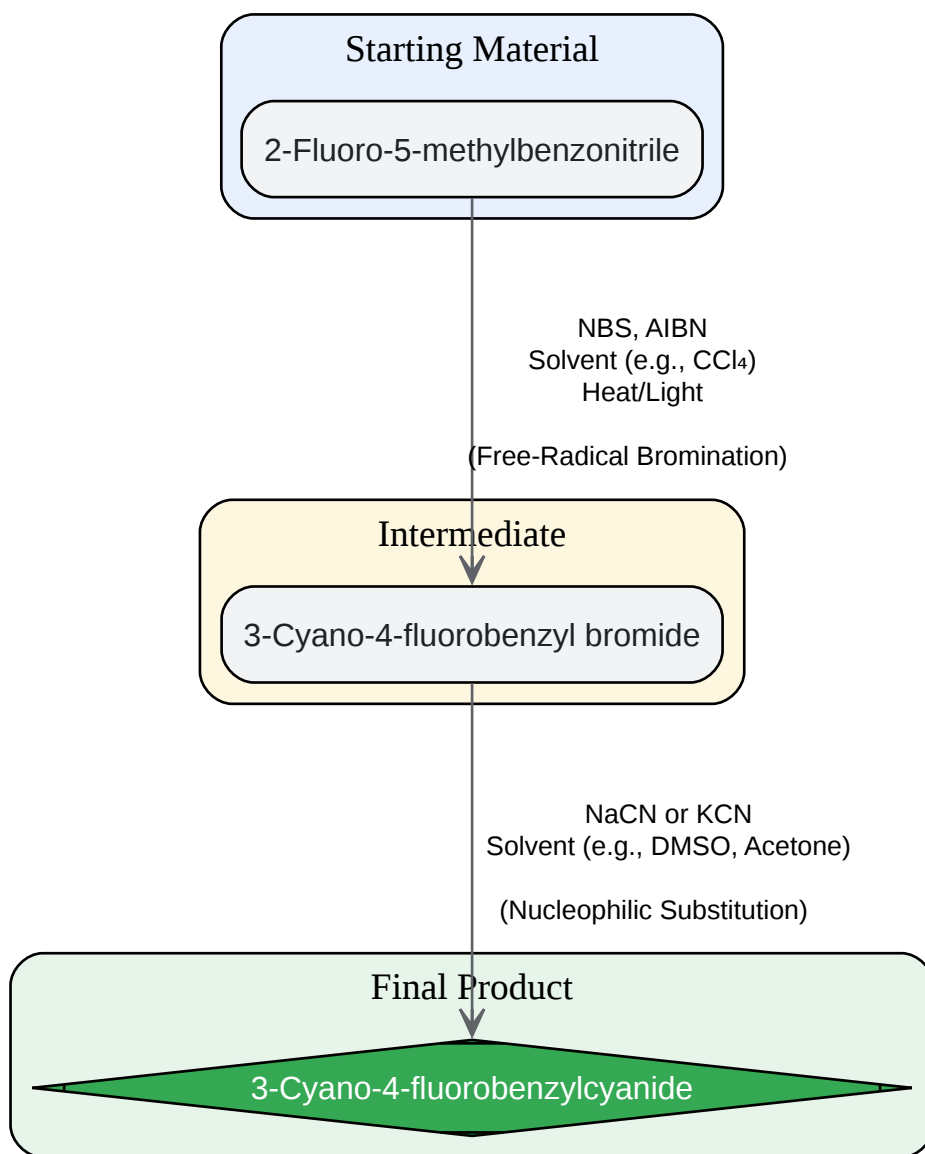 Starting Material
2-Fluoro-5-methylbenzonitrile
NBS, AIBN
Solvent (e.g., CCl₄)
Heat/Light
(Free-Radical Bromination)
Intermediate
3-Cyano-4-fluorobenzyl bromide
NaCN or KCN
Solvent (e.g., DMSO, Acetone)
(Nucleophilic Substitution)
Final Product
3-Cyano-4-fluorobenzylcyanide